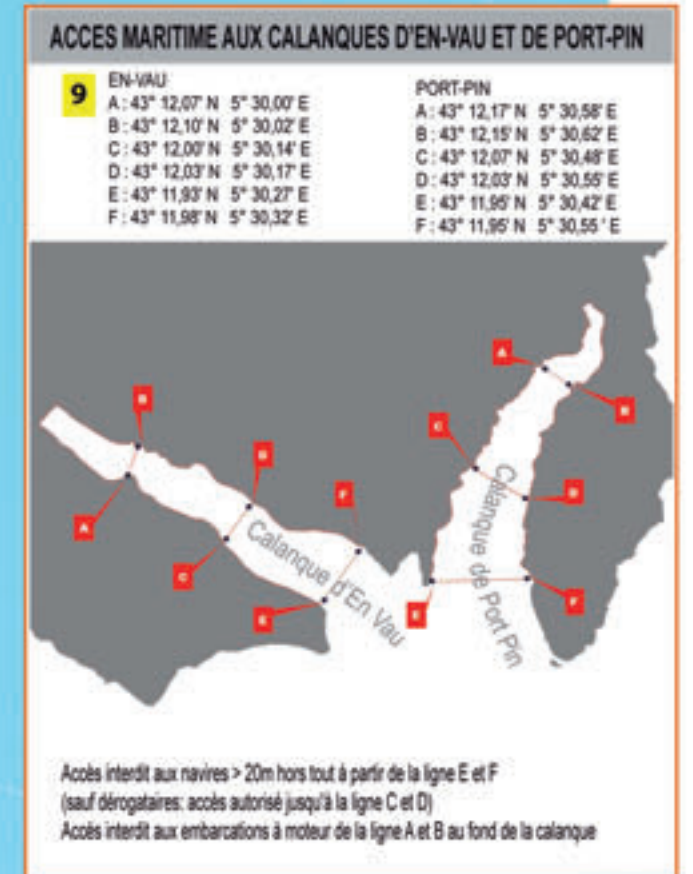 ACCES MARITIME AUX CALANQUES D'EN-VAU ET DE PORT-PIN
9
EN-VAU
A : 43° 12,07' N 5° 30,00' E
B : 43° 12,10' N 5° 30,02' E
C : 43° 12,00' N 5° 30,14' E
D : 43° 12,03' N 5° 30,17' E
E : 43° 11,93' N 5° 30,27' E
F : 43° 11,98' N 5° 30,32' E
PORT-PIN
A : 43° 12,17' N 5° 30,58' E
B : 43° 12,15' N 5° 30,62' E
C : 43° 12,07' N 5° 30,48' E
D : 43° 12,03' N 5° 30,55' E
E : 43° 11,95' N 5° 30,42' E
F : 43° 11,95' N 5° 30,55 ' E
A
B
B
C
D
D
F
A
C
E
E
F
Calanque d'En Vau
Calanque de Port Pin
Accès interdit aux navires > 20m hors tout à partir de la ligne E et F
(sauf dérogataires: accès autorisé jusqu'à la ligne C et D)
Accès interdit aux embarcations à moteur de la ligne A et B au fond de la calanque